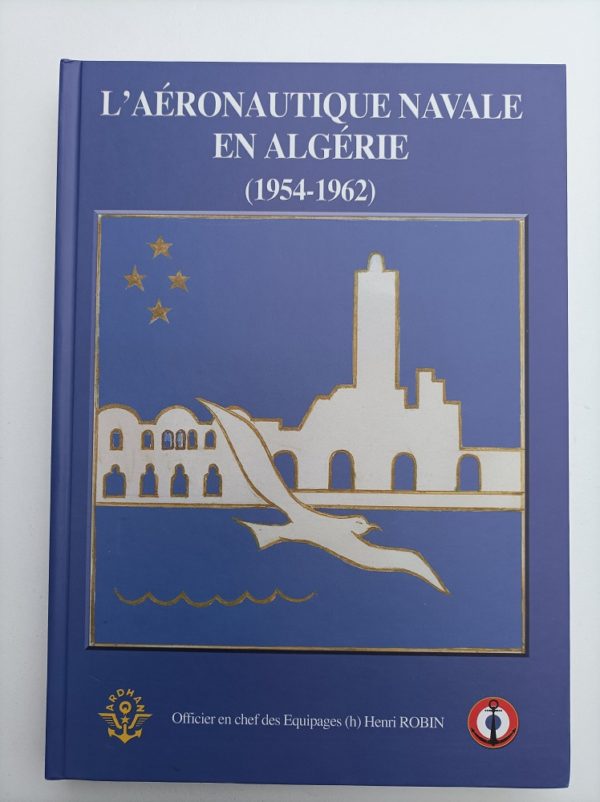 L'AÉRONAUTIQUE NAVALE
EN ALGÉRIE
(1954-1962)
ARDHAN
Officier en chef des Equipages (h) Henri ROBIN